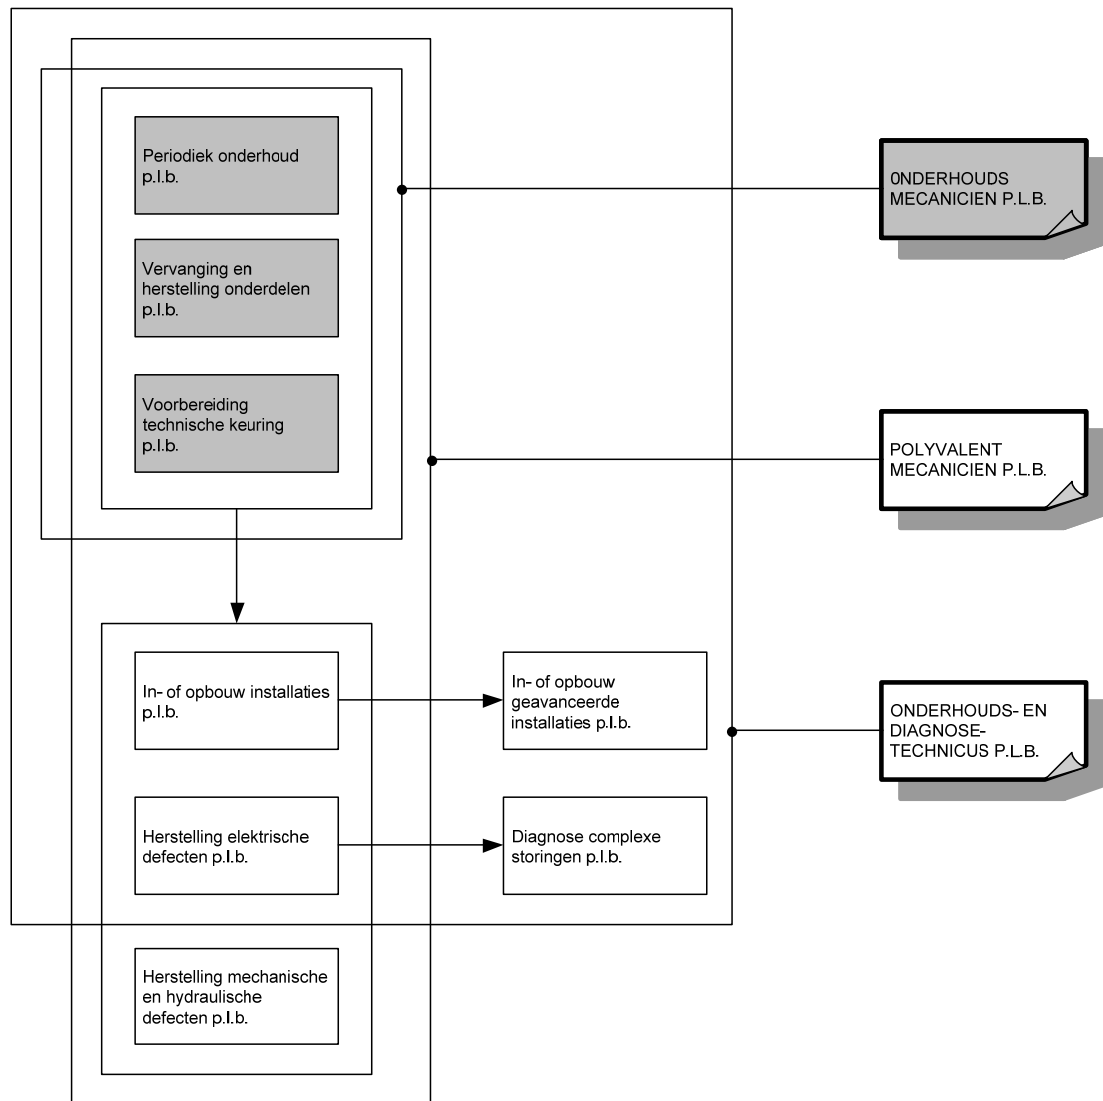 Periodiek onderhoud
p.l.b.
Vervanging en
herstelling onderdelen
p.l.b.
Voorbereiding
technische keuring
p.l.b.
0NDERHOUDS
MECANICIEN P.L.B.
POLYVALENT
MECANICIEN P.L.B.
In- of opbouw installaties
p.l.b.
In- of opbouw
geavanceerde
installaties p.l.b.
ONDERHOUDS- EN
DIAGNOSE-
TECHNICUS P.L.B.
Herstelling elektrische
defecten p.l.b.
Diagnose complexe
storingen p.l.b.
Herstelling mechanische
en hydraulische
defecten p.l.b.